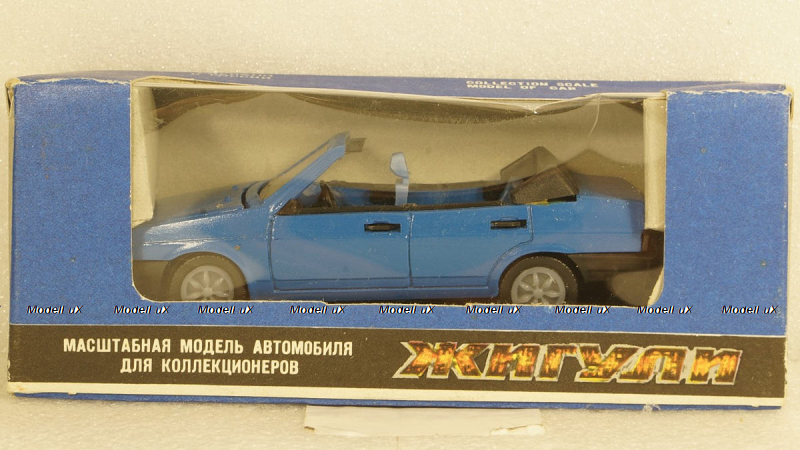 COLLECTION SCALE
MODEL OF CAR
Modell uX Modell uX Modell uX Modell uX Modell uX Modell uX Modell uX Modell uX Modell uX
МАСШТАБНАЯ МОДЕЛЬ АВТОМОБИЛЯ
ДЛЯ КОЛЛЕКЦИОНЕРОВ
ЖИГУЛИ